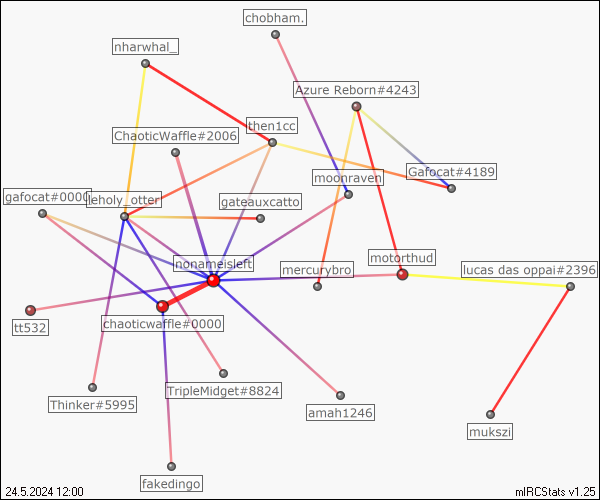 chobham.
nharwhal_
Azure Reborn#4243
then1cc
ChaoticWaffle#2006
Gafocat#4189
moonraven
gafocat#0000
leholy_otter
gateauxcatto
nonameisleft
motorthud
mercurybro
lucas das oppai#2396
tt532
chaoticwaffle#0000
TripleMidget#8824
Thinker#5995
amah1246
mukszi
fakedingo
24.5.2024 12:00
mIRCStats v1.25